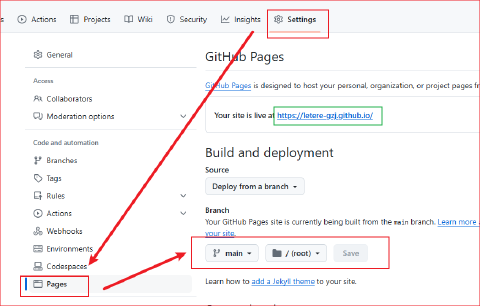 s
Actions
Projects
Wiki
Security
Insights
Settings
General
Access
Collaborators
Moderation options
Code and automation
Branches
Tags
Rules
Actions
Webhooks
Environments
Codespaces
Pages
GitHub Pages
GitHub Pages is designed to host your personal, organization, or project pages fr
Your site is live at https://letere-gzj.github.io/
Build and deployment
Source
Deploy from a branch
Branch
Your GitHub Pages site is currently being built from the main branch. Learn more a
your site.
main
/ (root)
Save
Learn how to add a Jekyll theme to your site.